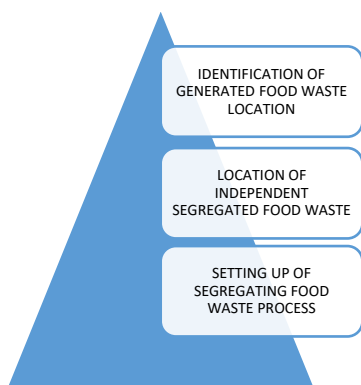 IDENTIFICATION OF
GENERATED FOOD WASTE
LOCATION
LOCATION OF
INDEPENDENT
SEGREGATED FOOD WASTE
SETTING UP OF
SEGREGATING FOOD
WASTE PROCESS